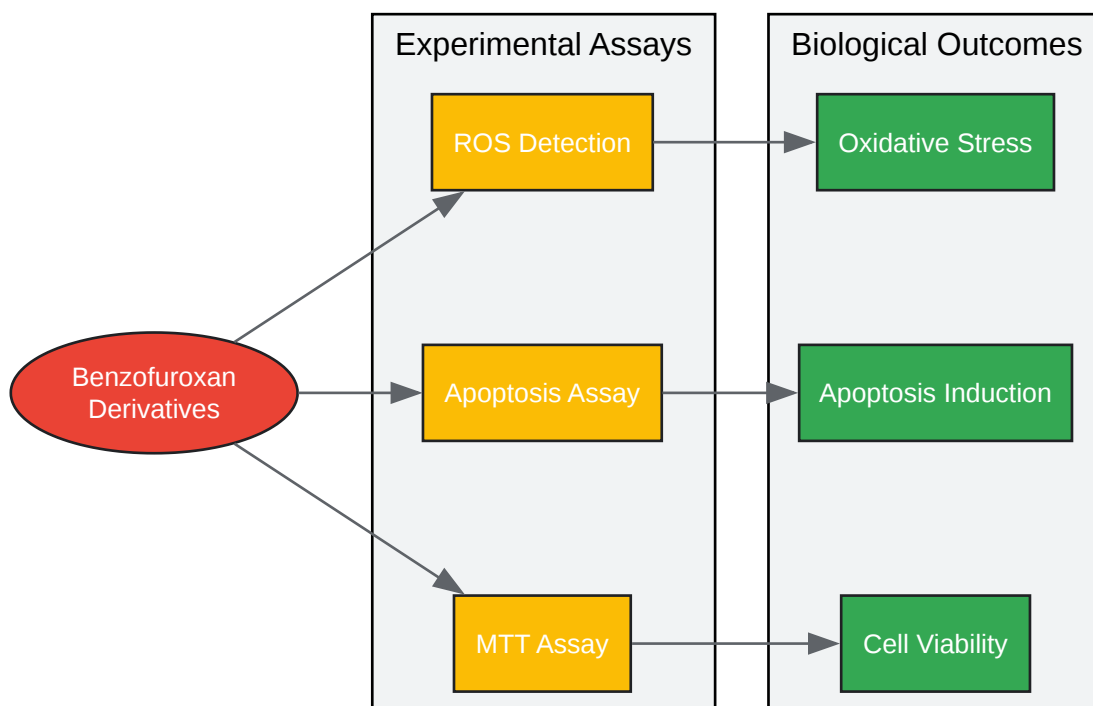 Experimental Assays
Biological Outcomes
ROS Detection
Oxidative Stress
Benzofuroxan
Derivatives
Apoptosis Assay
Apoptosis Induction
MTT Assay
Cell Viability